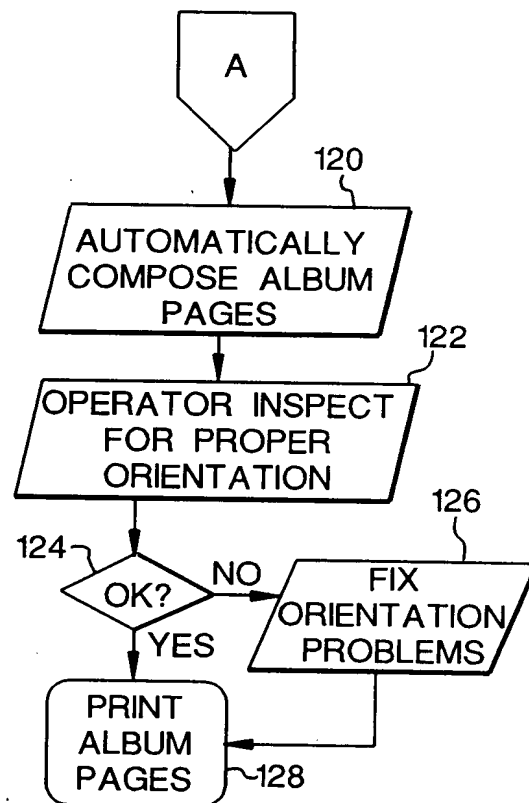 A
120
AUTOMATICALLY
COMPOSE ALBUM
PAGES
122
OPERATOR INSPECT
FOR PROPER
ORIENTATION
124
OK?
NO
YES
126
FIX
ORIENTATION
PROBLEMS
PRINT
ALBUM
PAGES
128